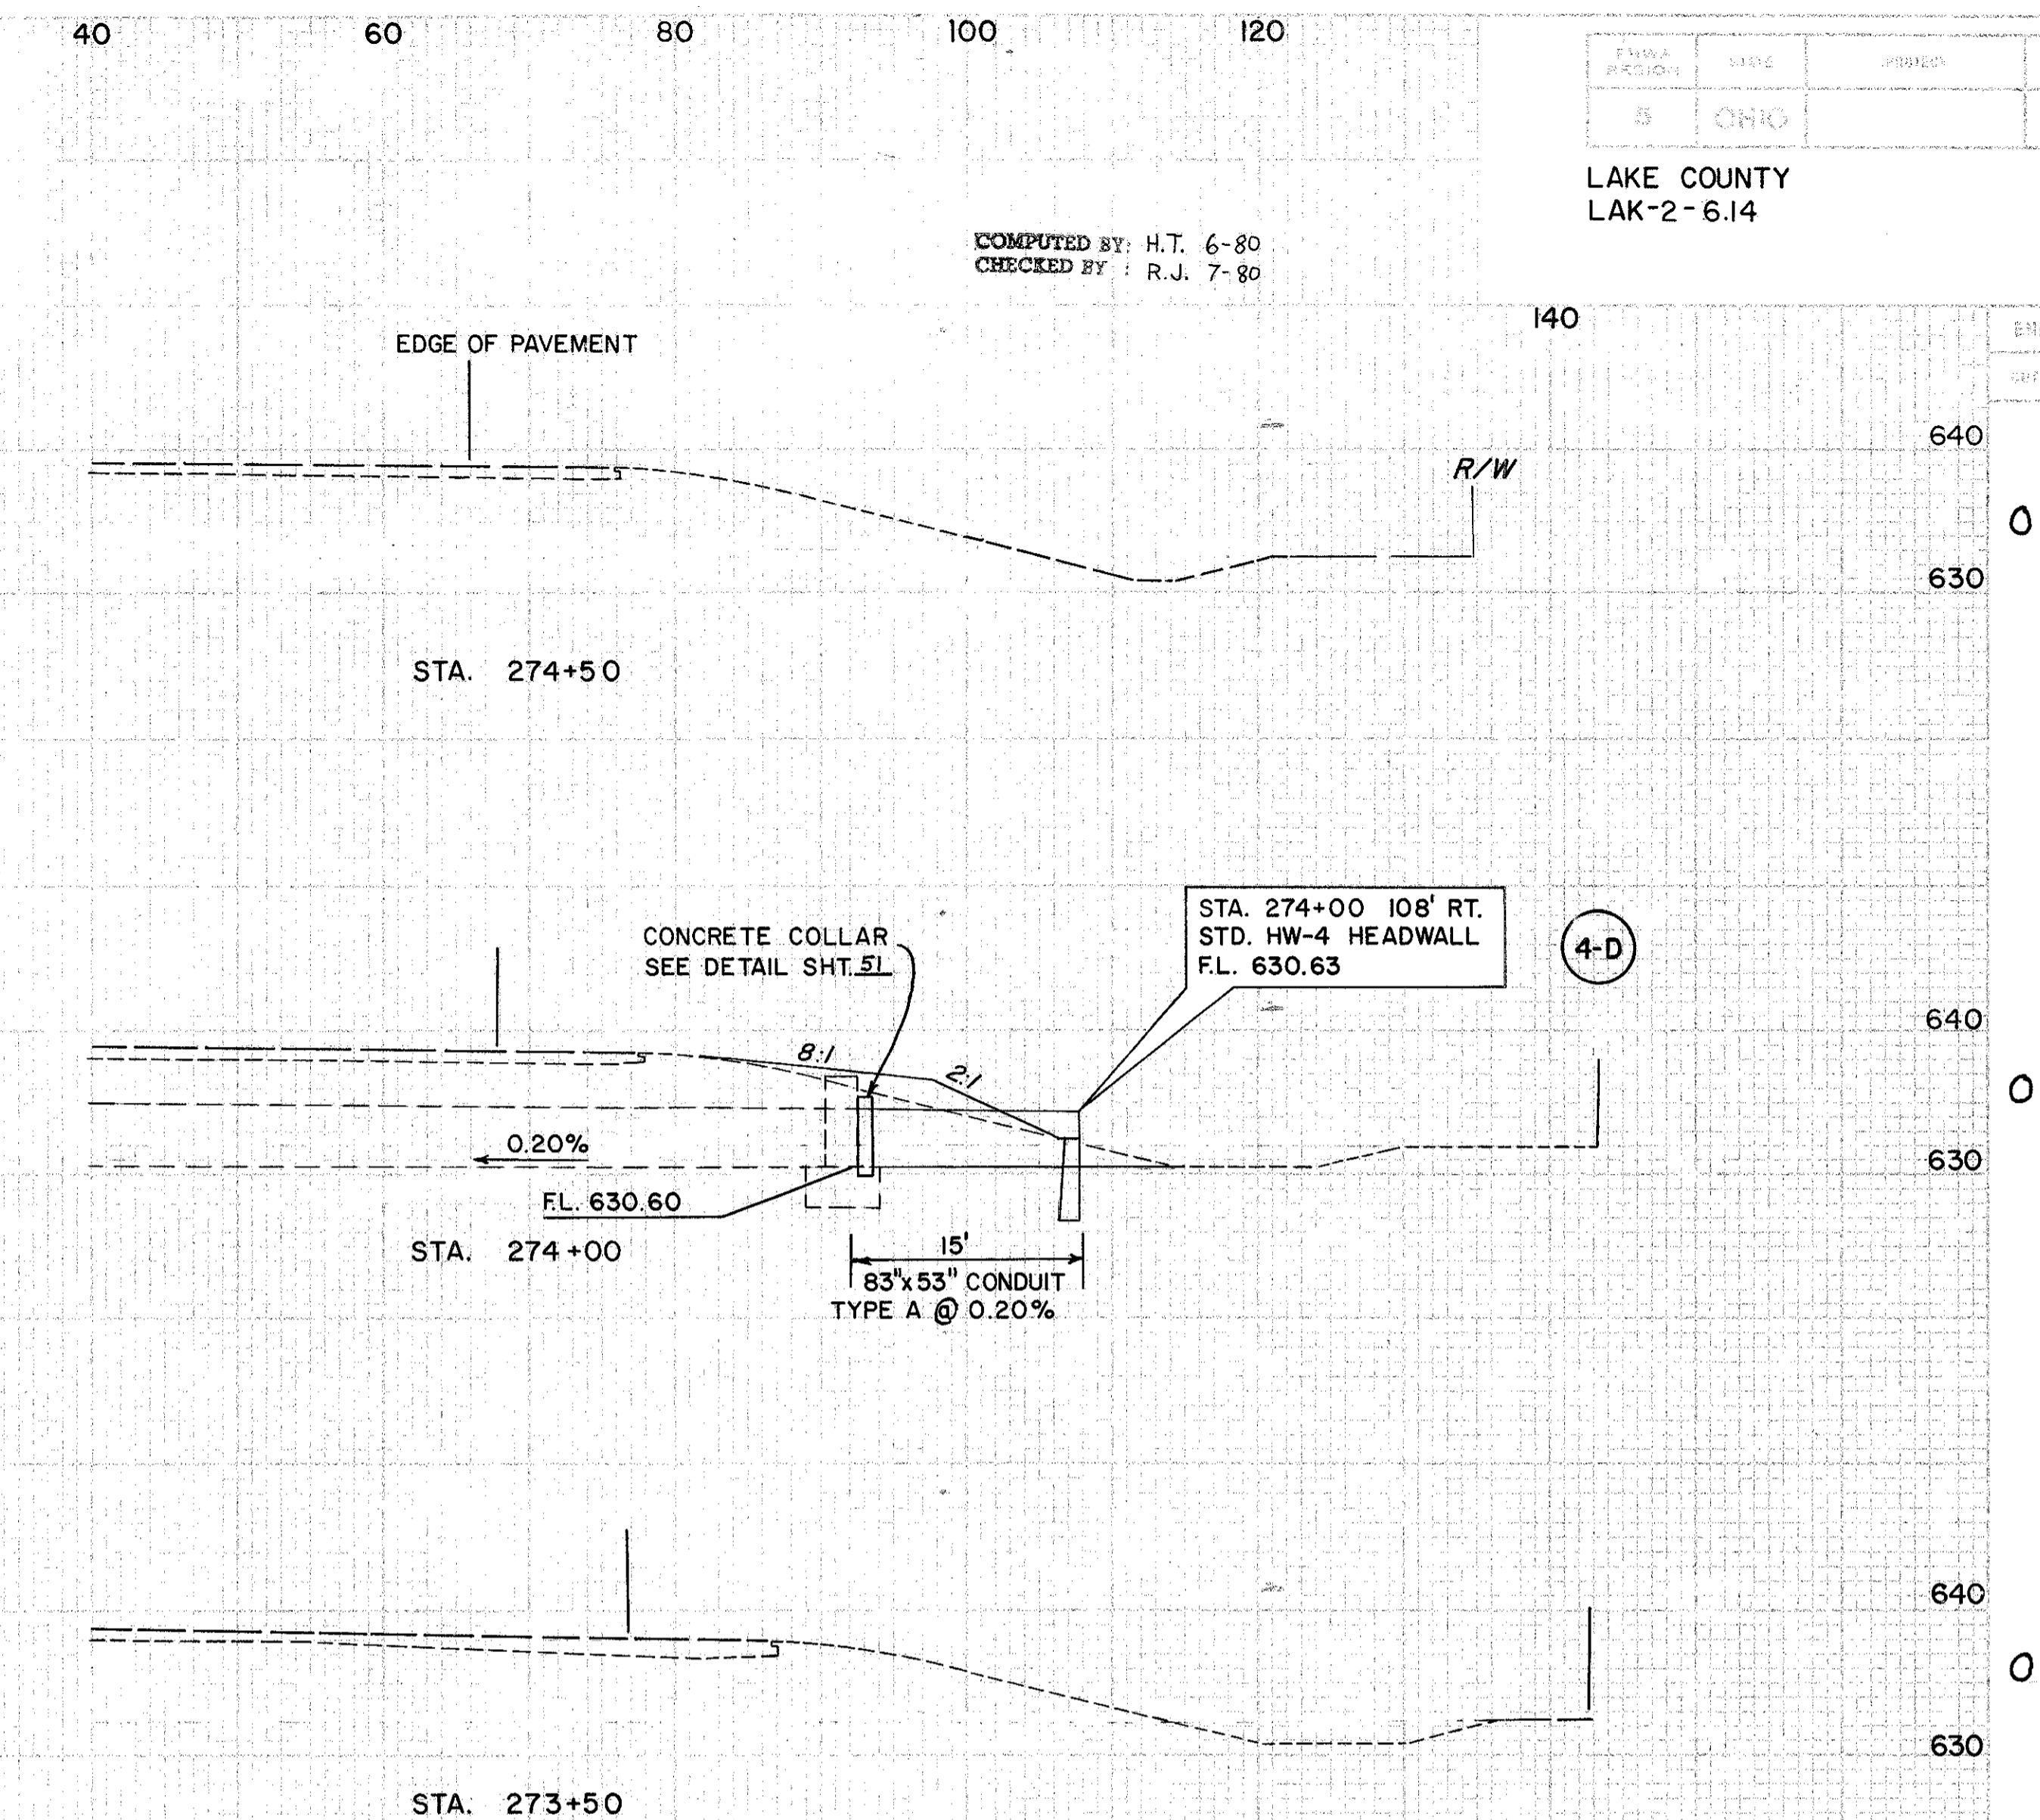 40 60 80 100 120
STATE
5 OHIO
LAKE COUNTY
LAK-2-6.14
COMPUTED BY: H.T. 6-80
CHECKED BY : R.J. 7-80
140
EDGE OF PAVEMENT
640
R/W
0
630
STA. 274+50
CONCRETE COLLAR
SEE DETAIL SHT. 51
STA. 274+00 108' RT.
STD. HW-4 HEADWALL
F.L. 630.63
4-D
640
8:1
2:1
0
0.20%
630
F.L. 630.60
STA. 274+00
15'
83"x53" CONDUIT
TYPE A @ 0.20%
640
0
630
STA. 273+50